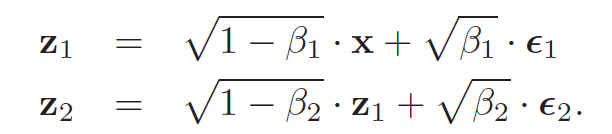 z₁ = √(1 − β₁) · x + √β₁ · ϵ₁
z₂ = √(1 − β₂) · z₁ + √β₂ · ϵ₂.